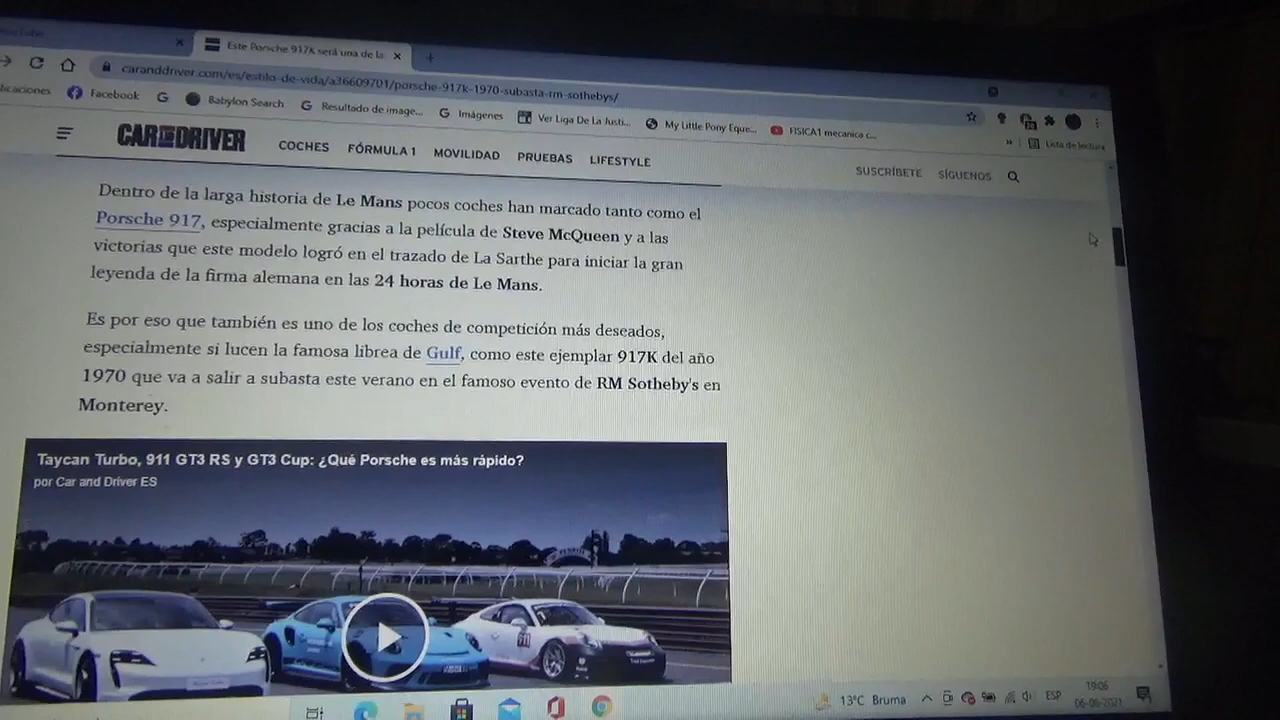 Este Porsche 917K será una de la
caranddriver.com/es/estilo-de-vida/a36609701/porsche-917k-1970-subasta-rm-sothebys/
Facebook
Babylon Search
Resultado de image...
Imágenes
Ver Liga De La Justi...
My Little Pony Eque...
FISICA1 mecanica c...
Lista de lectura
CAR AND DRIVER
COCHES
FÓRMULA 1
MOVILIDAD
PRUEBAS
LIFESTYLE
SUSCRÍBETE
SÍGUENOS
Dentro de la larga historia de Le Mans pocos coches han marcado tanto como el
Porsche 917, especialmente gracias a la película de Steve McQueen y a las
victorias que este modelo logró en el trazado de La Sarthe para iniciar la gran
leyenda de la firma alemana en las 24 horas de Le Mans.
Es por eso que también es uno de los coches de competición más deseados,
especialmente si lucen la famosa librea de Gulf, como este ejemplar 917K del año
1970 que va a salir a subasta este verano en el famoso evento de RM Sotheby's en
Monterey.
Taycan Turbo, 911 GT3 RS y GT3 Cup: ¿Qué Porsche es más rápido?
por Car and Driver ES
13°C Bruma
ESP
19:06
06-06-2021